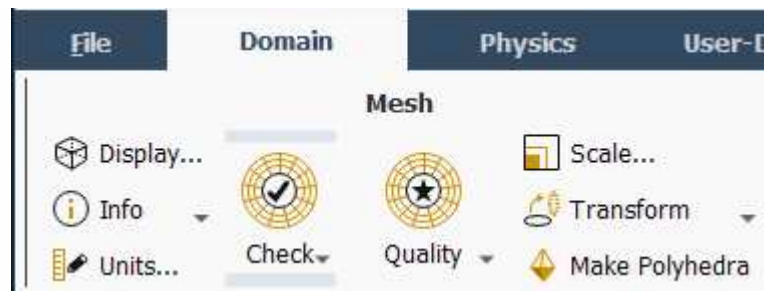 File Domain Physics User-D
Mesh
Display... Scale...
Info Transform
Check Quality
Units... Make Polyhedra